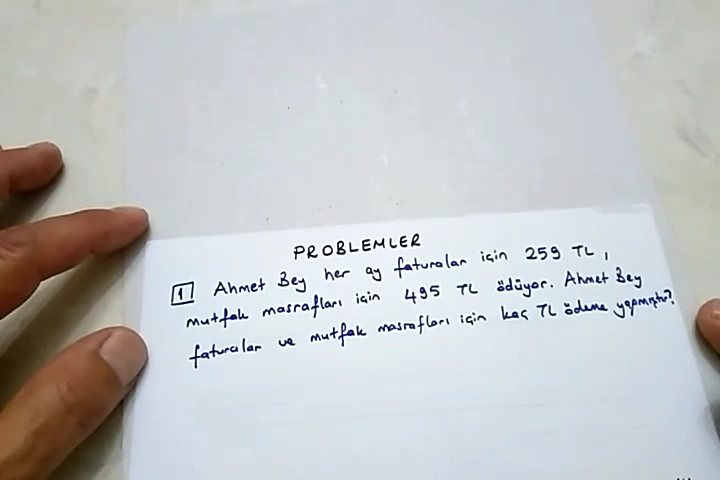 PROBLEMLER
1 Ahmet Bey her ay faturalar için 259 TL,
mutfak masrafları için 495 TL ödüyor. Ahmet Bey
faturalar ve mutfak masrafları için kaç TL ödeme yapmıştır?